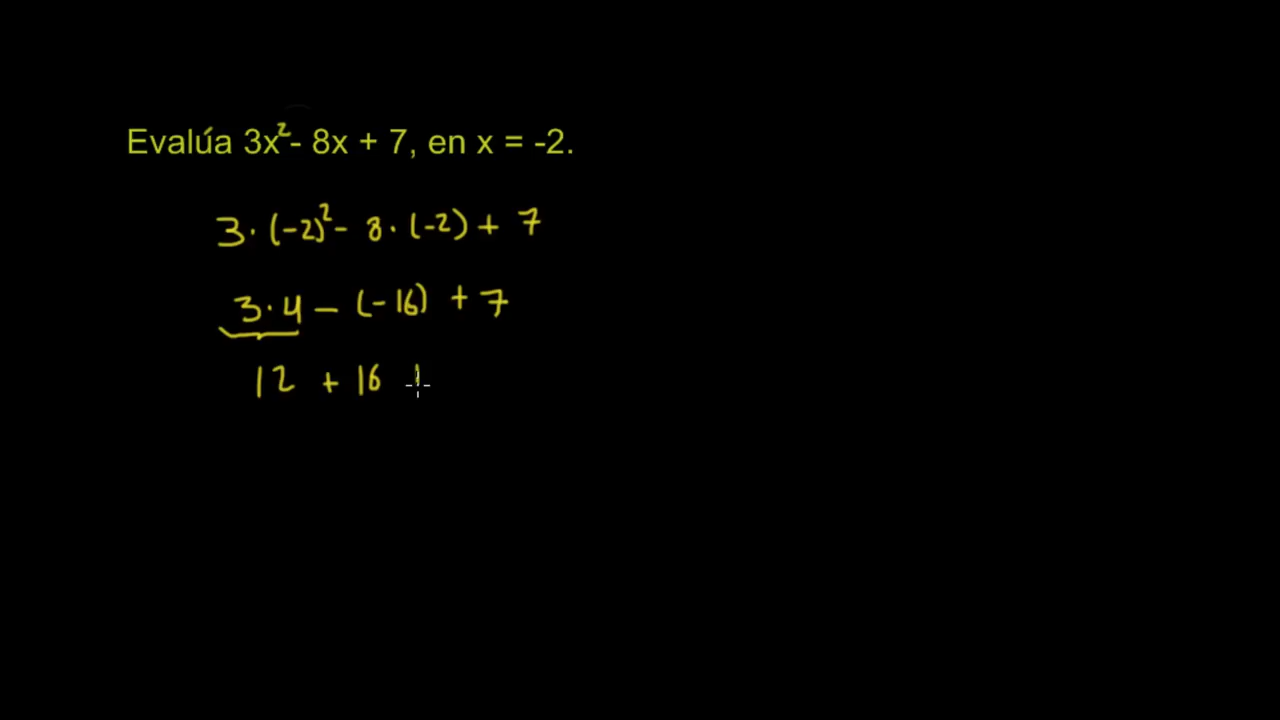 Evalúa 3x²- 8x + 7, en x = -2.
3·(-2)²- 8·(-2)+ 7
3·4 - (-16) + 7
12 + 16